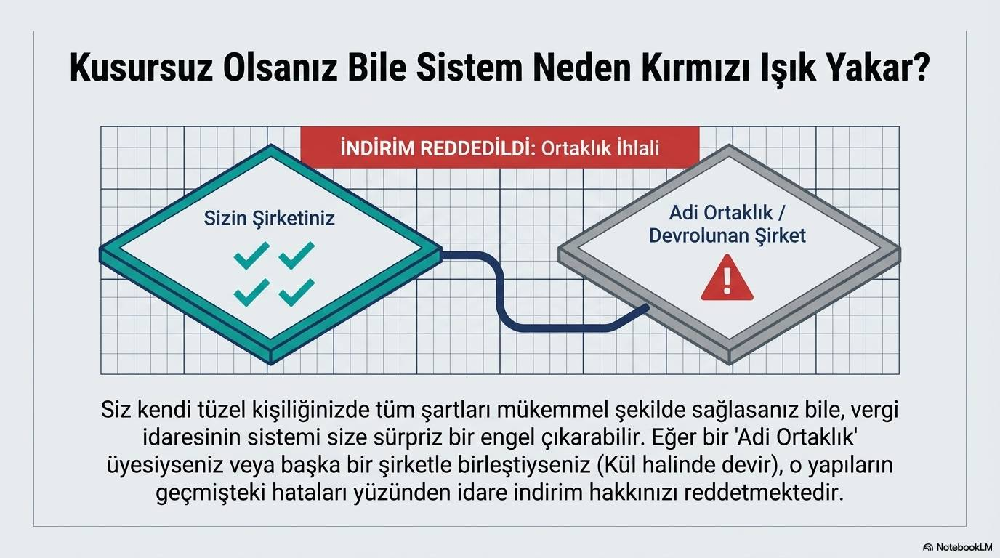 Kusursuz Olsanız Bile Sistem Neden Kırmızı Işık Yakar?
İNDİRİM REDDEDİLDİ: Ortaklık İhlali
Sizin Şirketiniz
Adi Ortaklık /
Devrolunan Şirket
Siz kendi tüzel kişiliğinizde tüm şartları mükemmel şekilde sağlasanız bile, vergi
idaresinin sistemi size sürpriz bir engel çıkarabilir. Eğer bir 'Adi Ortaklık'
üyesiyseniz veya başka bir şirketle birleştiyseniz (Kül halinde devir), o yapıların
geçmişteki hataları yüzünden idare indirim hakkınızı reddetmektedir.
NotebookLM